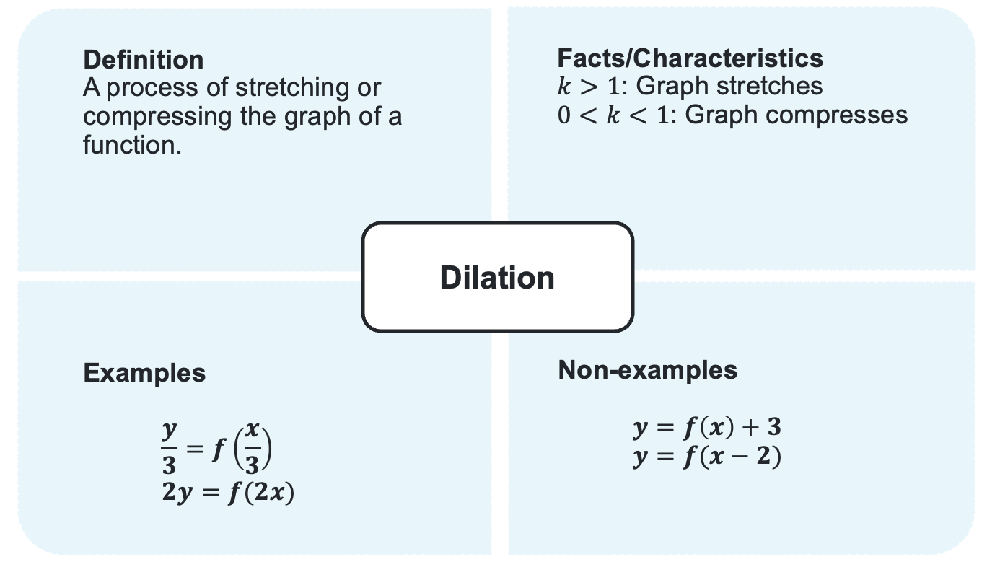 Definition
A process of stretching or
compressing the graph of a
function.
Facts/Characteristics
k > 1: Graph stretches
0 < k < 1: Graph compresses
Dilation
Examples
y/3 = f(x/3)
2y = f(2x)
Non-examples
y = f(x) + 3
y = f(x − 2)